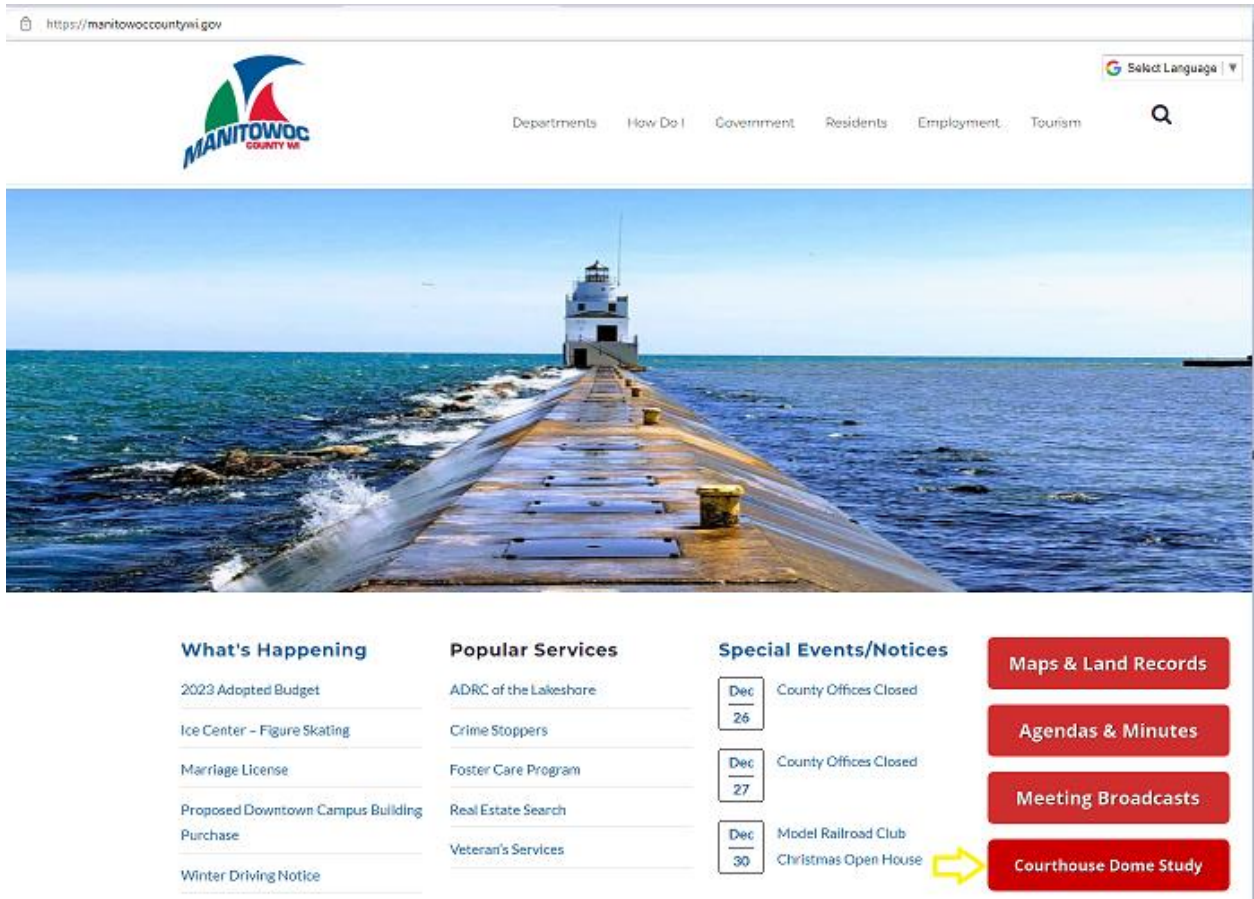 https://manitowoccountywi.gov
Select Language
MANITOWOC
COUNTY WI
Departments How Do I Government Residents Employment Tourism
What's Happening
2023 Adopted Budget
Ice Center – Figure Skating
Marriage License
Proposed Downtown Campus Building
Purchase
Winter Driving Notice
Popular Services
ADRC of the Lakeshore
Crime Stoppers
Foster Care Program
Real Estate Search
Veteran's Services
Special Events/Notices
Dec
26
County Offices Closed
Dec
27
County Offices Closed
Dec
30
Model Railroad Club
Christmas Open House
Maps & Land Records
Agendas & Minutes
Meeting Broadcasts
Courthouse Dome Study